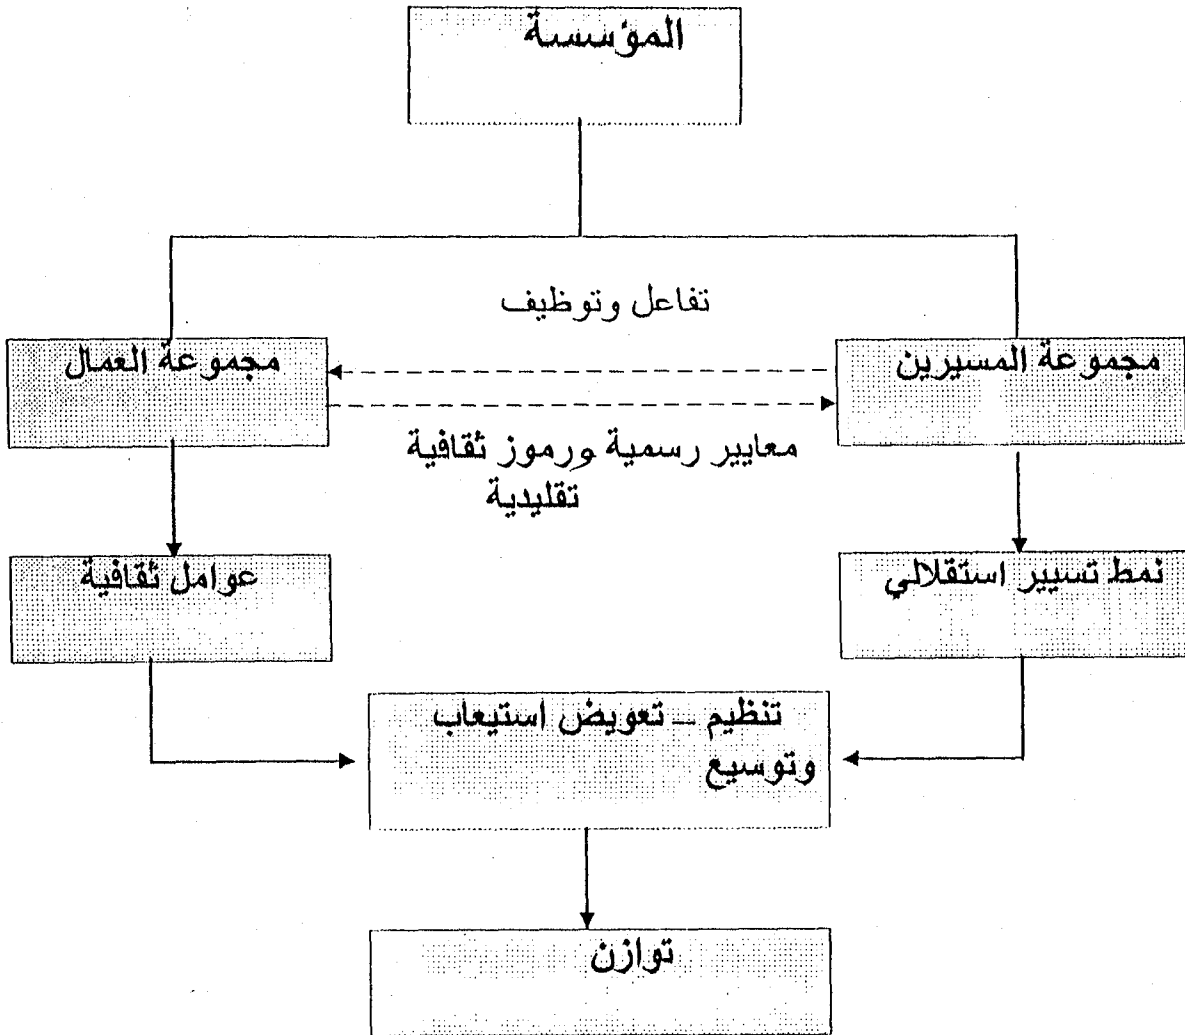 المؤسسة
تفاعل وتوظيف
مجموعة المسيرين
مجموعة العمال
معايير رسمية ورموز ثقافية
تقليدية
نمط تسيير استقلالي
عوامل ثقافية
تنظيم – تعويض استيعاب
وتوسيع
توازن